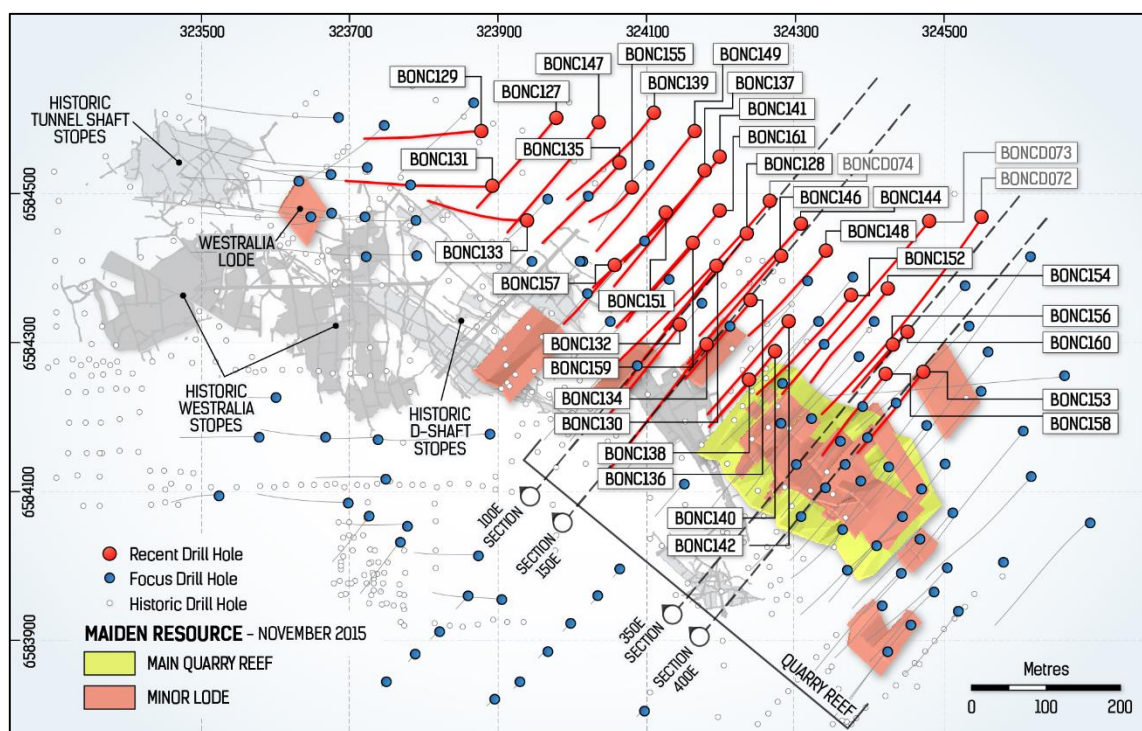 323500
323700
323900
324100
324300
324500
BONC155
BONC149
BONC147
BONC139
BONC137
BONC129
BONC127
BONC141
HISTORIC
TUNNEL SHAFT
STOPES
BONC161
BONC135
BONC128
BONCD074
BONCD073
BONC131
BONCD072
BONC146
BONC144
6584500
BONC148
WESTRALIA
LODE
BONC133
BONC152
BONC157
BONC154
BONC151
BONC156
BONC132
BONC160
6584300
BONC159
HISTORIC
WESTRALIA
STOPES
HISTORIC
D-SHAFT
STOPES
BONC134
BONC153
BONC130
BONC158
BONC138
BONC136
6584100
100E
SECTION
SECTION
150E
BONC140
BONC142
Recent Drill Hole
Focus Drill Hole
Historic Drill Hole
MAIDEN RESOURCE - NOVEMBER 2015
MAIN QUARRY REEF
MINOR LODE
6583900
350E
SECTION
SECTION
400E
QUARRY REEF
Metres
0 100 200